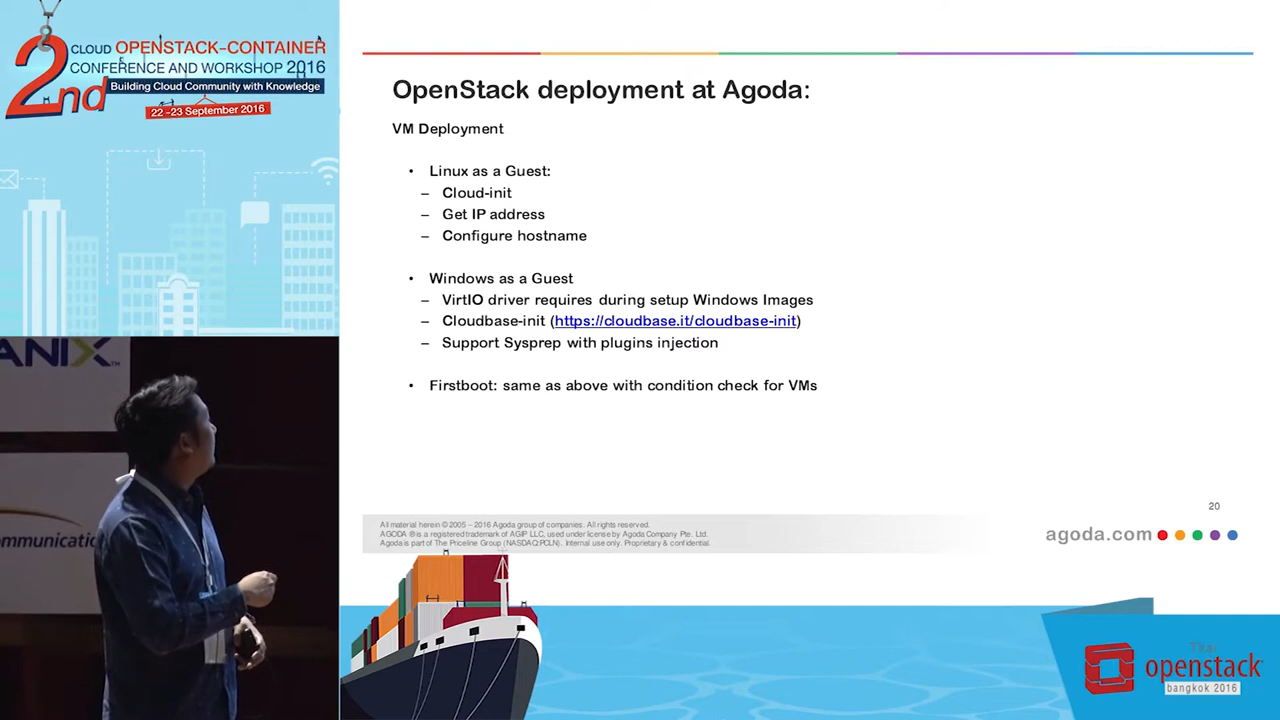 2nd
CLOUD OPENSTACK-CONTAINER
CONFERENCE AND WORKSHOP 2016
Building Cloud Community with Knowledge
22 -23 September 2016
OpenStack deployment at Agoda:
VM Deployment
• Linux as a Guest:
– Cloud-init
– Get IP address
– Configure hostname
• Windows as a Guest
– VirtIO driver requires during setup Windows Images
– Cloudbase-init (https://cloudbase.it/cloudbase-init)
– Support Sysprep with plugins injection
• Firstboot: same as above with condition check for VMs
20
All material herein © 2005 – 2016 Agoda group of companies. All rights reserved.
AGODA ® is a registered trademark of AGIP LLC, used under license by Agoda Company Pte. Ltd.
Agoda is part of The Priceline Group (NASDAQ:PCLN). Internal use only. Proprietary & confidential.
agoda.com
ANIX™
mmunicatio
Thai
openstack
bangkok 2016